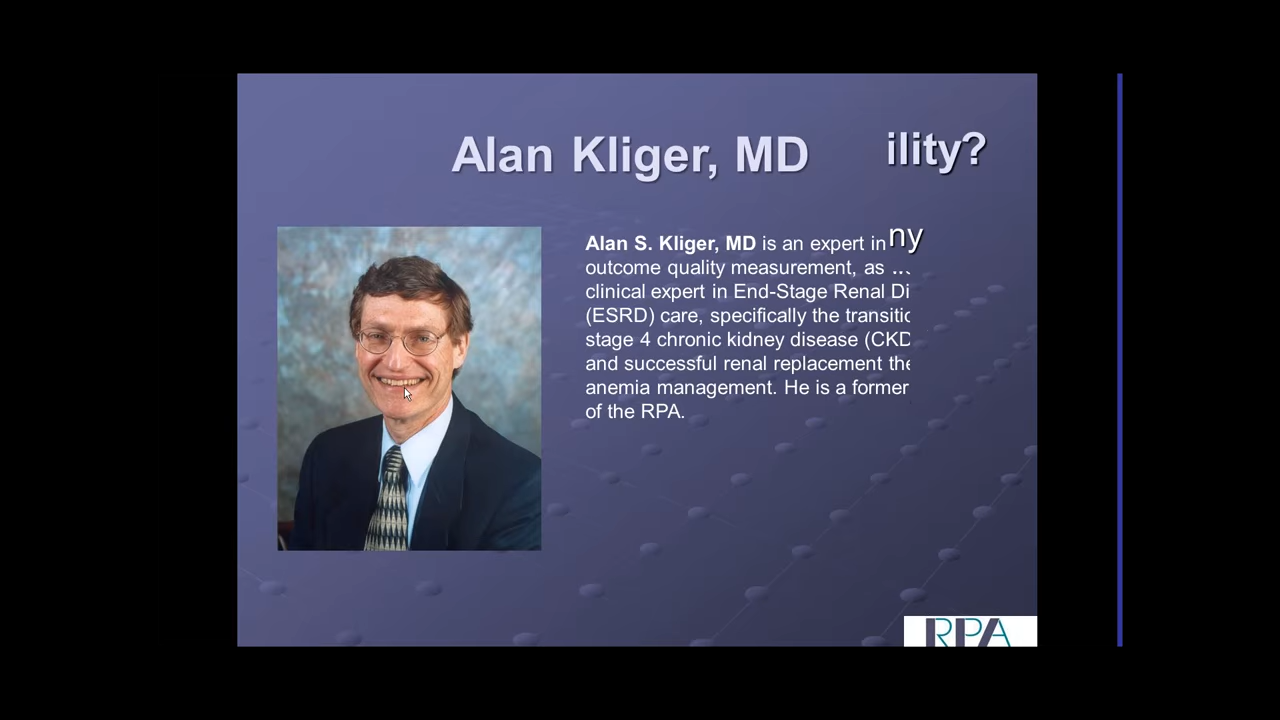 Alan Kliger, MD
ility?
Alan S. Kliger, MD is an expert in
ny
outcome quality measurement, as
clinical expert in End-Stage Renal Di
(ESRD) care, specifically the transitic
stage 4 chronic kidney disease (CKD
and successful renal replacement the
anemia management. He is a former
of the RPA.
RPA